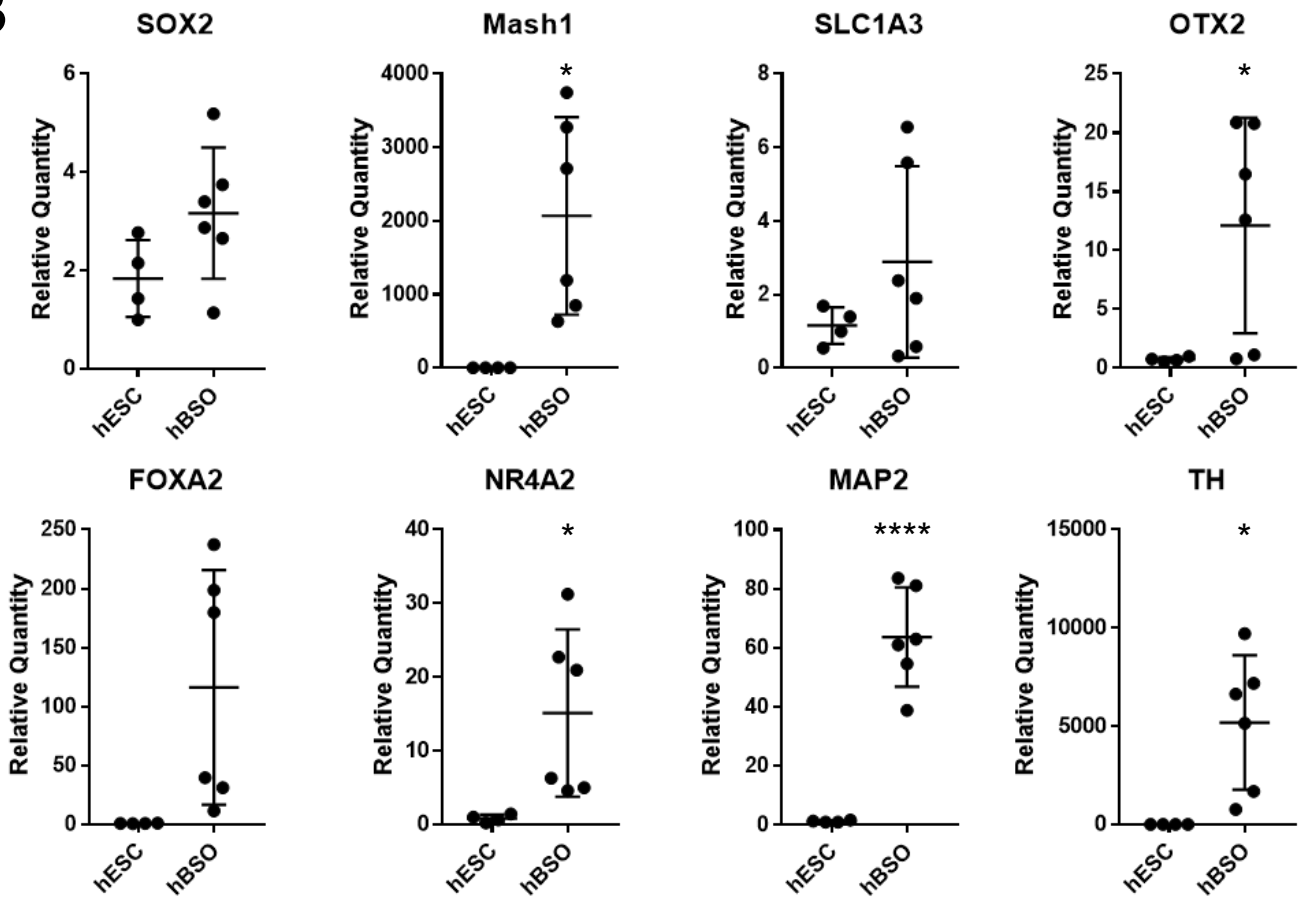 SOX2
Mash1
SLC1A3
OTX2
Relative Quantity
6
4
2
0
hESC
hBSO
Relative Quantity
4000
3000
2000
1000
0
*
hESC
hBSO
Relative Quantity
8
6
4
2
0
hESC
hBSO
Relative Quantity
25
20
15
10
5
0
*
hESC
hBSO
FOXA2
NR4A2
MAP2
TH
Relative Quantity
250
200
150
100
50
0
hESC
hBSO
Relative Quantity
40
30
20
10
0
*
hESC
hBSO
Relative Quantity
100
80
60
40
20
0
****
hESC
hBSO
Relative Quantity
15000
10000
5000
0
*
hESC
hBSO